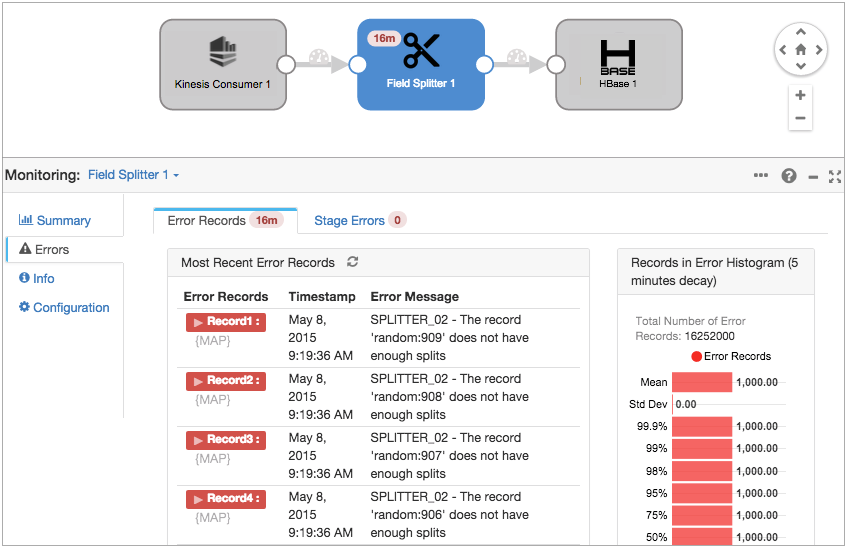 16m
Kinesis Consumer 1
Field Splitter 1
H
BASE
HBase 1
+
−
Monitoring: Field Splitter 1
Summary
Errors
Info
Configuration
Error Records 16m
Stage Errors 0
Most Recent Error Records
Error Records Timestamp Error Message
Record1 :
{MAP}
May 8,
2015
9:19:36 AM
SPLITTER_02 - The record
'random:909' does not have
enough splits
Record2 :
{MAP}
May 8,
2015
9:19:36 AM
SPLITTER_02 - The record
'random:908' does not have
enough splits
Record3 :
{MAP}
May 8,
2015
9:19:36 AM
SPLITTER_02 - The record
'random:907' does not have
enough splits
Record4 :
{MAP}
May 8,
2015
9:19:36 AM
SPLITTER_02 - The record
'random:906' does not have
enough splits
Records in Error Histogram (5
minutes decay)
Total Number of Error
Records: 16252000
Error Records
Mean 1,000.00
Std Dev 0.00
99.9% 1,000.00
99% 1,000.00
98% 1,000.00
95% 1,000.00
75% 1,000.00
50% 1,000.00